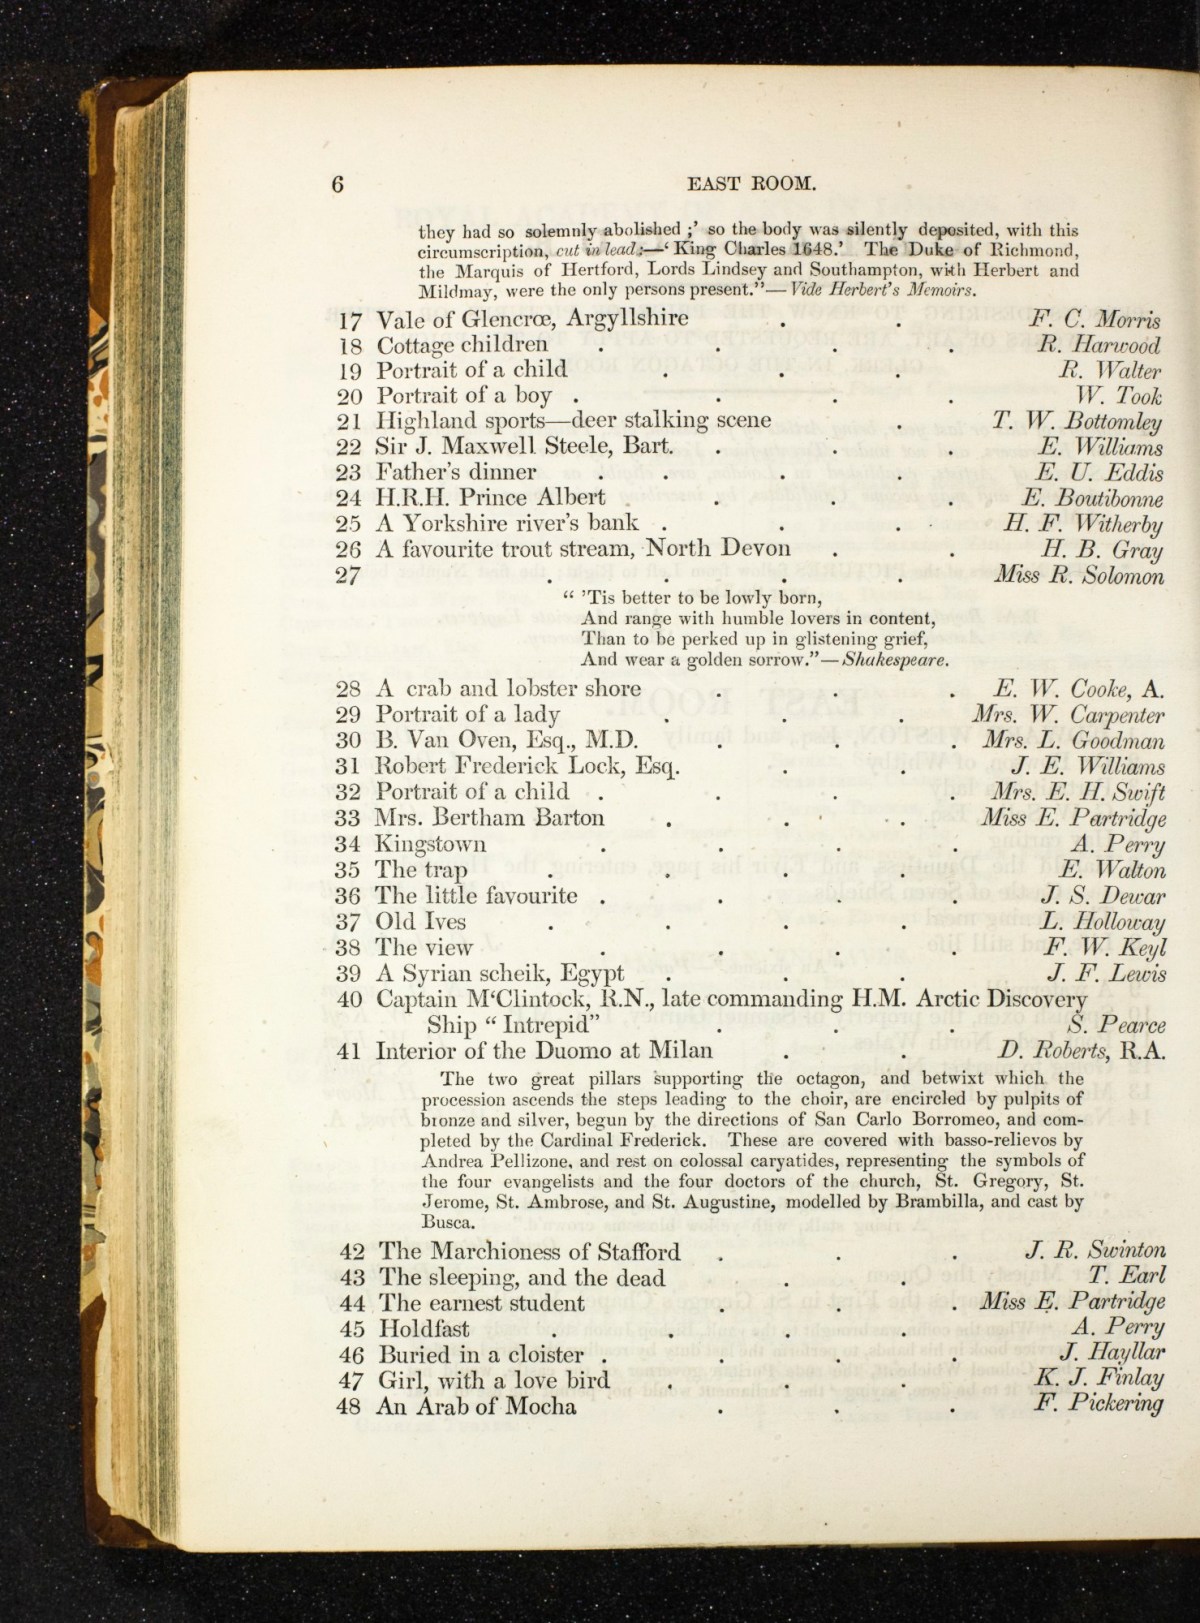 6 EAST ROOM.
they had so solemnly abolished ;’ so the body was silently deposited, with this
circumscription, cut in lead :—‘ King Charles 1648.’ The Duke of Richmond,
the Marquis of Hertford, Lords Lindsey and Southampton, with Herbert and
Mildmay, were the only persons present.”—Vide Herbert’s Memoirs.
17 Vale of Glencrœ, Argyllshire . . F. C. Morris
18 Cottage children . . . . R. Harwood
19 Portrait of a child . . . R. Walter
20 Portrait of a boy . . . . W. Took
21 Highland sports—deer stalking scene . T. W. Bottomley
22 Sir J. Maxwell Steele, Bart. . . . E. Williams
23 Father’s dinner . . . . E. U. Eddis
24 H.R.H. Prince Albert . . . . E. Boutibonne
25 A Yorkshire river’s bank . . . H. F. Witherby
26 A favourite trout stream, North Devon . . H. B. Gray
27 . . . . Miss R. Solomon
“ ’Tis better to be lowly born,
And range with humble lovers in content,
Than to be perked up in glistening grief,
And wear a golden sorrow.”—Shakespeare.
28 A crab and lobster shore . . . E. W. Cooke, A.
29 Portrait of a lady . . . Mrs. W. Carpenter
30 B. Van Oven, Esq., M.D. . . . Mrs. L. Goodman
31 Robert Frederick Lock, Esq. . . J. E. Williams
32 Portrait of a child . . . . Mrs. E. H. Swift
33 Mrs. Bertham Barton . . . Miss E. Partridge
34 Kingstown . . . . A. Perry
35 The trap . . . E. Walton
36 The little favourite . . . . J. S. Dewar
37 Old Ives . . . . L. Holloway
38 The view . . . . F. W. Keyl
39 A Syrian scheik, Egypt . . . J. F. Lewis
40 Captain M‘Clintock, R.N., late commanding H.M. Arctic Discovery
Ship “ Intrepid” . . . S. Pearce
41 Interior of the Duomo at Milan . . D. Roberts, R.A.
The two great pillars supporting the octagon, and betwixt which the
procession ascends the steps leading to the choir, are encircled by pulpits of
bronze and silver, begun by the directions of San Carlo Borromeo, and com-
pleted by the Cardinal Frederick. These are covered with basso-relievos by
Andrea Pellizone, and rest on colossal caryatides, representing the symbols of
the four evangelists and the four doctors of the church, St. Gregory, St.
Jerome, St. Ambrose, and St. Augustine, modelled by Brambilla, and cast by
Busca.
42 The Marchioness of Stafford . . . J. R. Swinton
43 The sleeping, and the dead . . T. Earl
44 The earnest student . . . Miss E. Partridge
45 Holdfast . . . . A. Perry
46 Buried in a cloister . . . . J. Hayllar
47 Girl, with a love bird . . . K. J. Finlay
48 An Arab of Mocha . . . F. Pickering